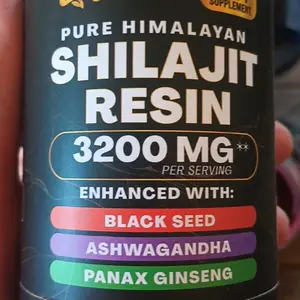 SUPPLEMENT
PURE HIMALAYAN
SHILAJIT
RESIN
3200 MG**
PER SERVING
ENHANCED WITH:
BLACK SEED
ASHWAGANDHA
PANAX GINSENG